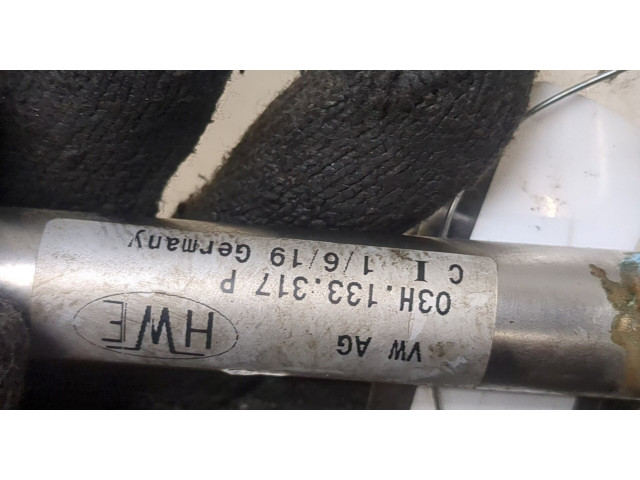 HWE
VW AG
03H.133.317 P
C I 1/6/19 Germany